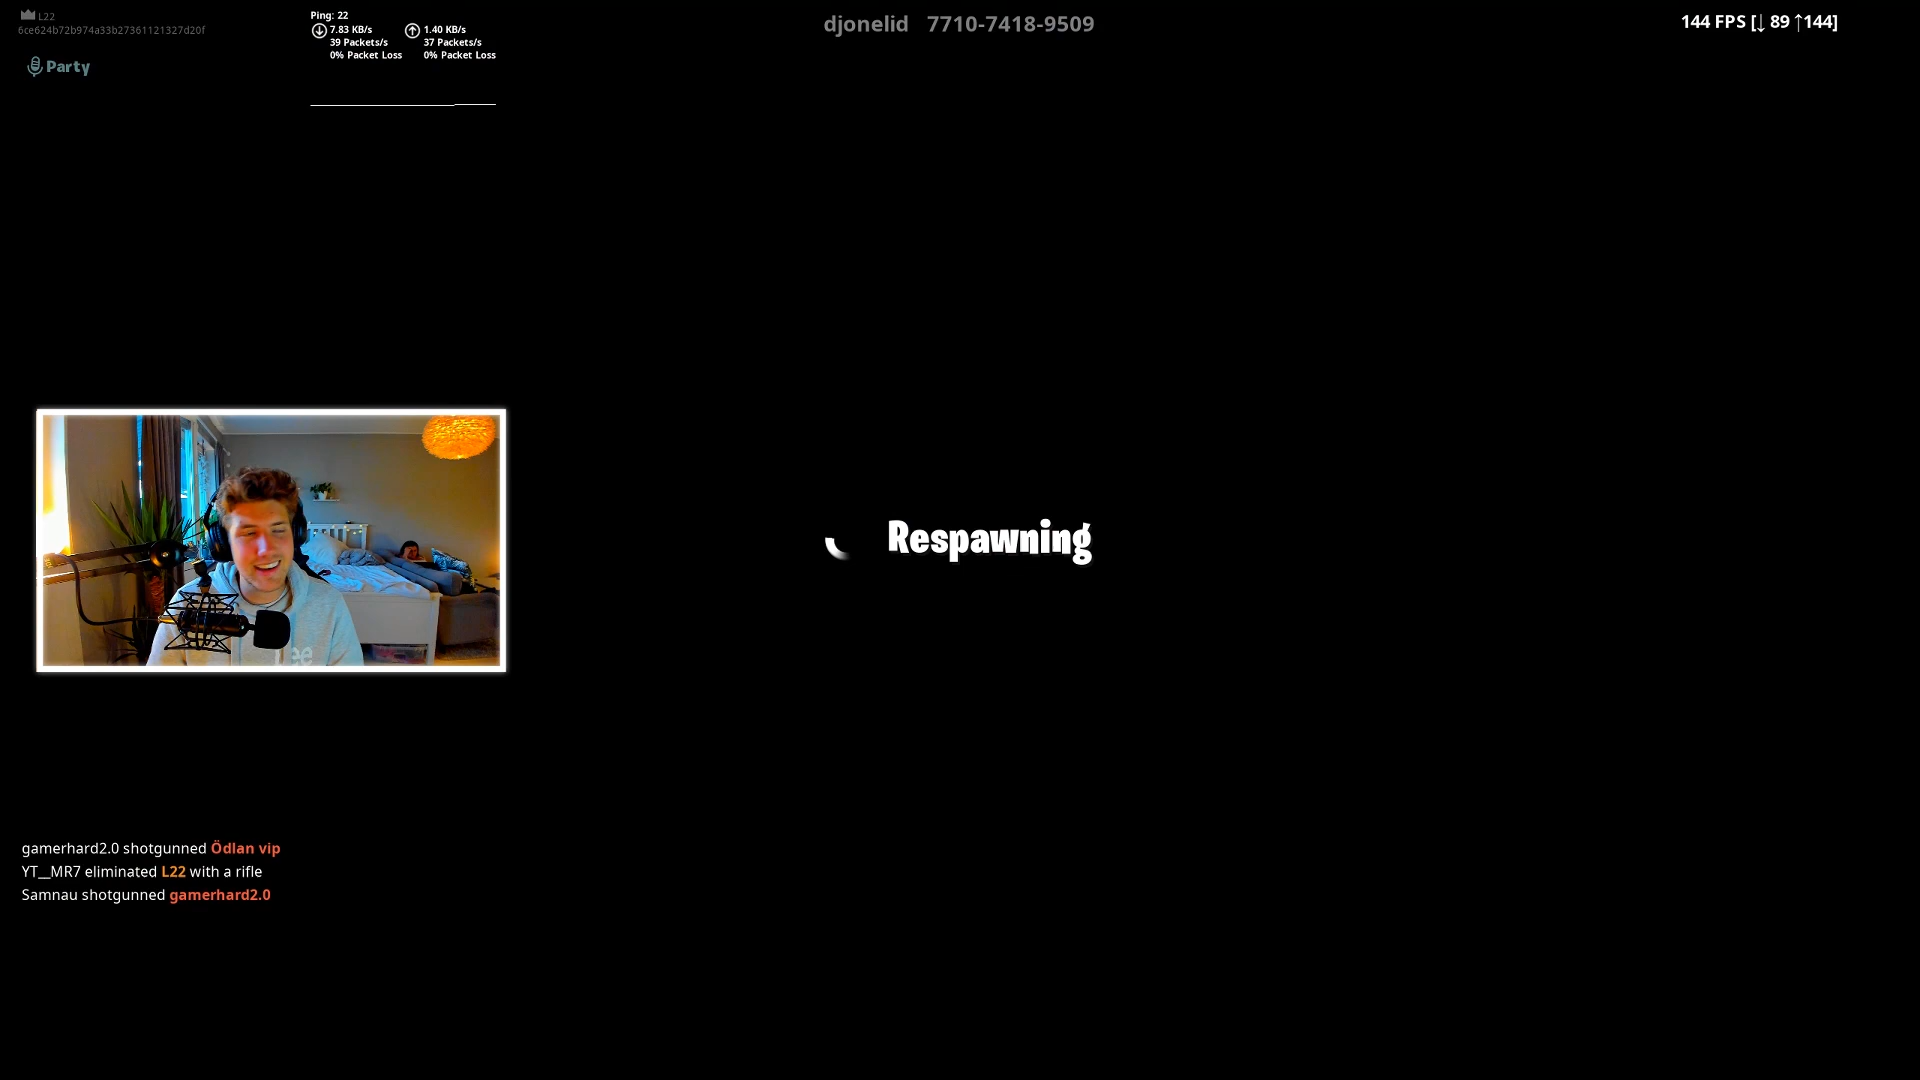 L22
6ce624b72b974a33b27361121327d20f
Party
Ping: 22
7.83 KB/s
39 Packets/s
0% Packet Loss
1.40 KB/s
37 Packets/s
0% Packet Loss
djonelid 7710-7418-9509
144 FPS [↓ 89 ↑144]
Respawning
ee
gamerhard2.0 shotgunned Ödlan vip
YT__MR7 eliminated L22 with a rifle
Samnau shotgunned gamerhard2.0